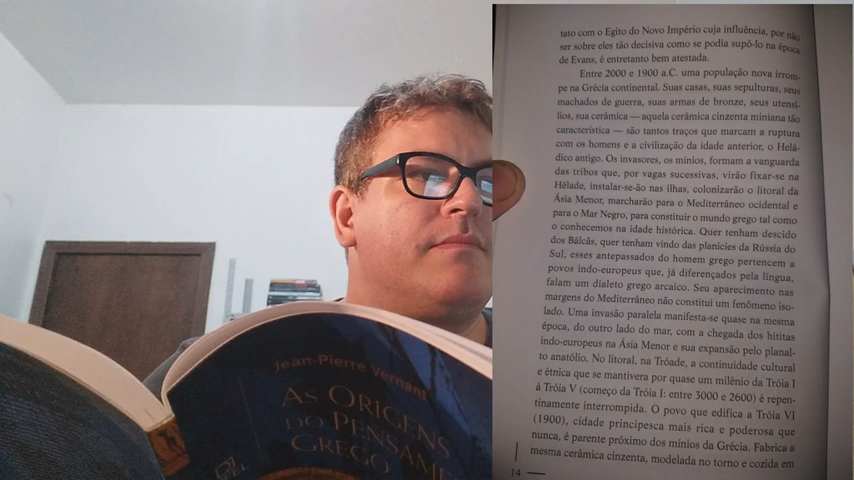 Jean-Pierre Vernant
AS ORIGENS
DO PENSAME
GREGO
tato com o Egito do Novo Império cuja influência, por não
ser sobre eles tão decisiva como se podia supô-lo na época
de Evans, é entretanto bem atestada.
Entre 2000 e 1900 a.C. uma população nova irrom-
pe na Grécia continental. Suas casas, suas sepulturas, seus
machados de guerra, suas armas de bronze, seus utensí-
lios, sua cerâmica — aquela cerâmica cinzenta miniana tão
característica — são tantos traços que marcam a ruptura
com os homens e a civilização da idade anterior, o Helá-
dico antigo. Os invasores, os mínios, formam a vanguarda
das tribos que, por vagas sucessivas, virão fixar-se na
Hélade, instalar-se-ão nas ilhas, colonizarão o litoral da
Ásia Menor, marcharão para o Mediterrâneo ocidental e
para o Mar Negro, para constituir o mundo grego tal como
o conhecemos na idade histórica. Quer tenham descido
dos Bálcãs, quer tenham vindo das planícies da Rússia do
Sul, esses antepassados do homem grego pertencem a
povos indo-europeus que, já diferençados pela língua,
falam um dialeto grego arcaico. Seu aparecimento nas
margens do Mediterrâneo não constitui um fenômeno iso-
lado. Uma invasão paralela manifesta-se quase na mesma
época, do outro lado do mar, com a chegada dos hititas
indo-europeus na Ásia Menor e sua expansão pelo planal-
to anatólio. No litoral, na Tróade, a continuidade cultural
e étnica que se mantivera por quase um milênio da Tróia I
à Tróia V (começo da Tróia I: entre 3000 e 2600) é repen-
tinamente interrompida. O povo que edifica a Tróia VI
(1900), cidade principesca mais rica e poderosa que
nunca, é parente próximo dos mínios da Grécia. Fabrica a
mesma cerâmica cinzenta, modelada no torno e cozida em
14